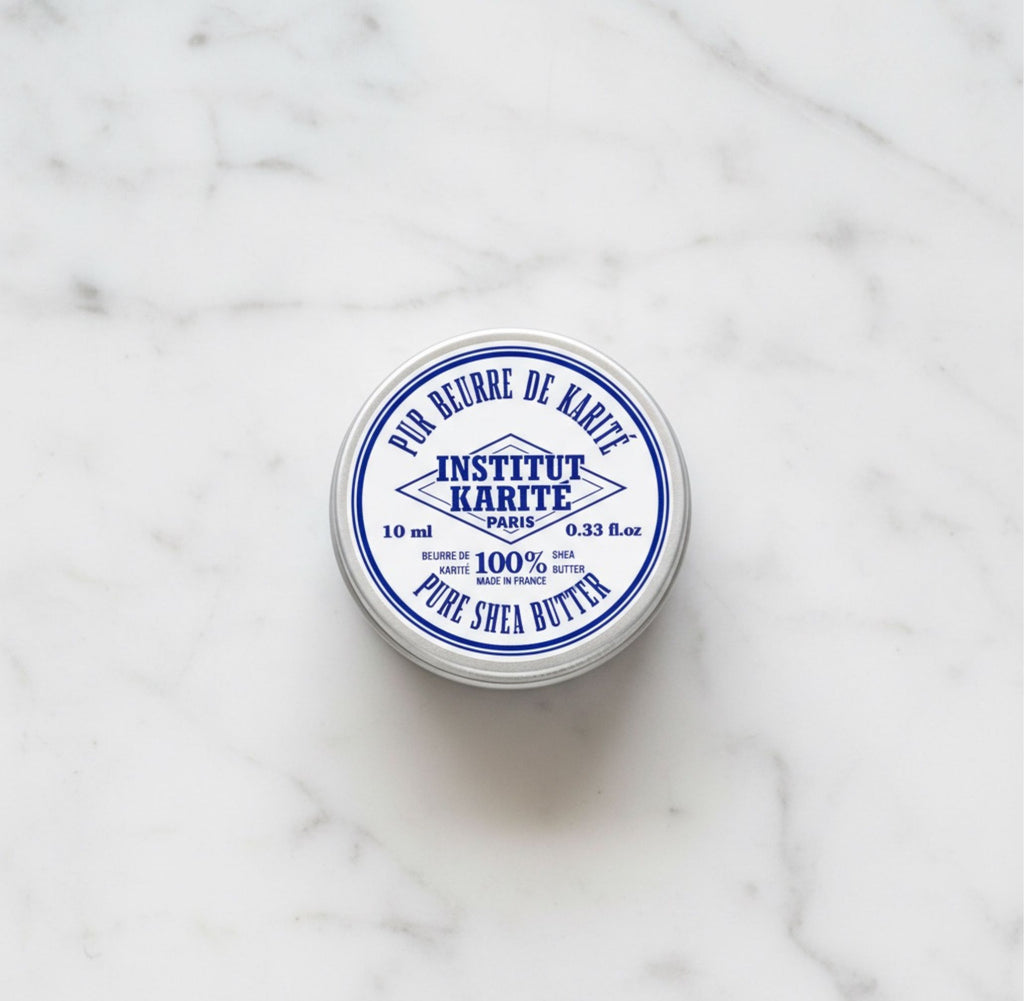 PUR BEURRE DE KARITÉ
INSTITUT
KARITÉ
PARIS
10 ml
0.33 fl.oz
BEURRE DE
KARITÉ
100%
SHEA
BUTTER
MADE IN FRANCE
PURE SHEA BUTTER